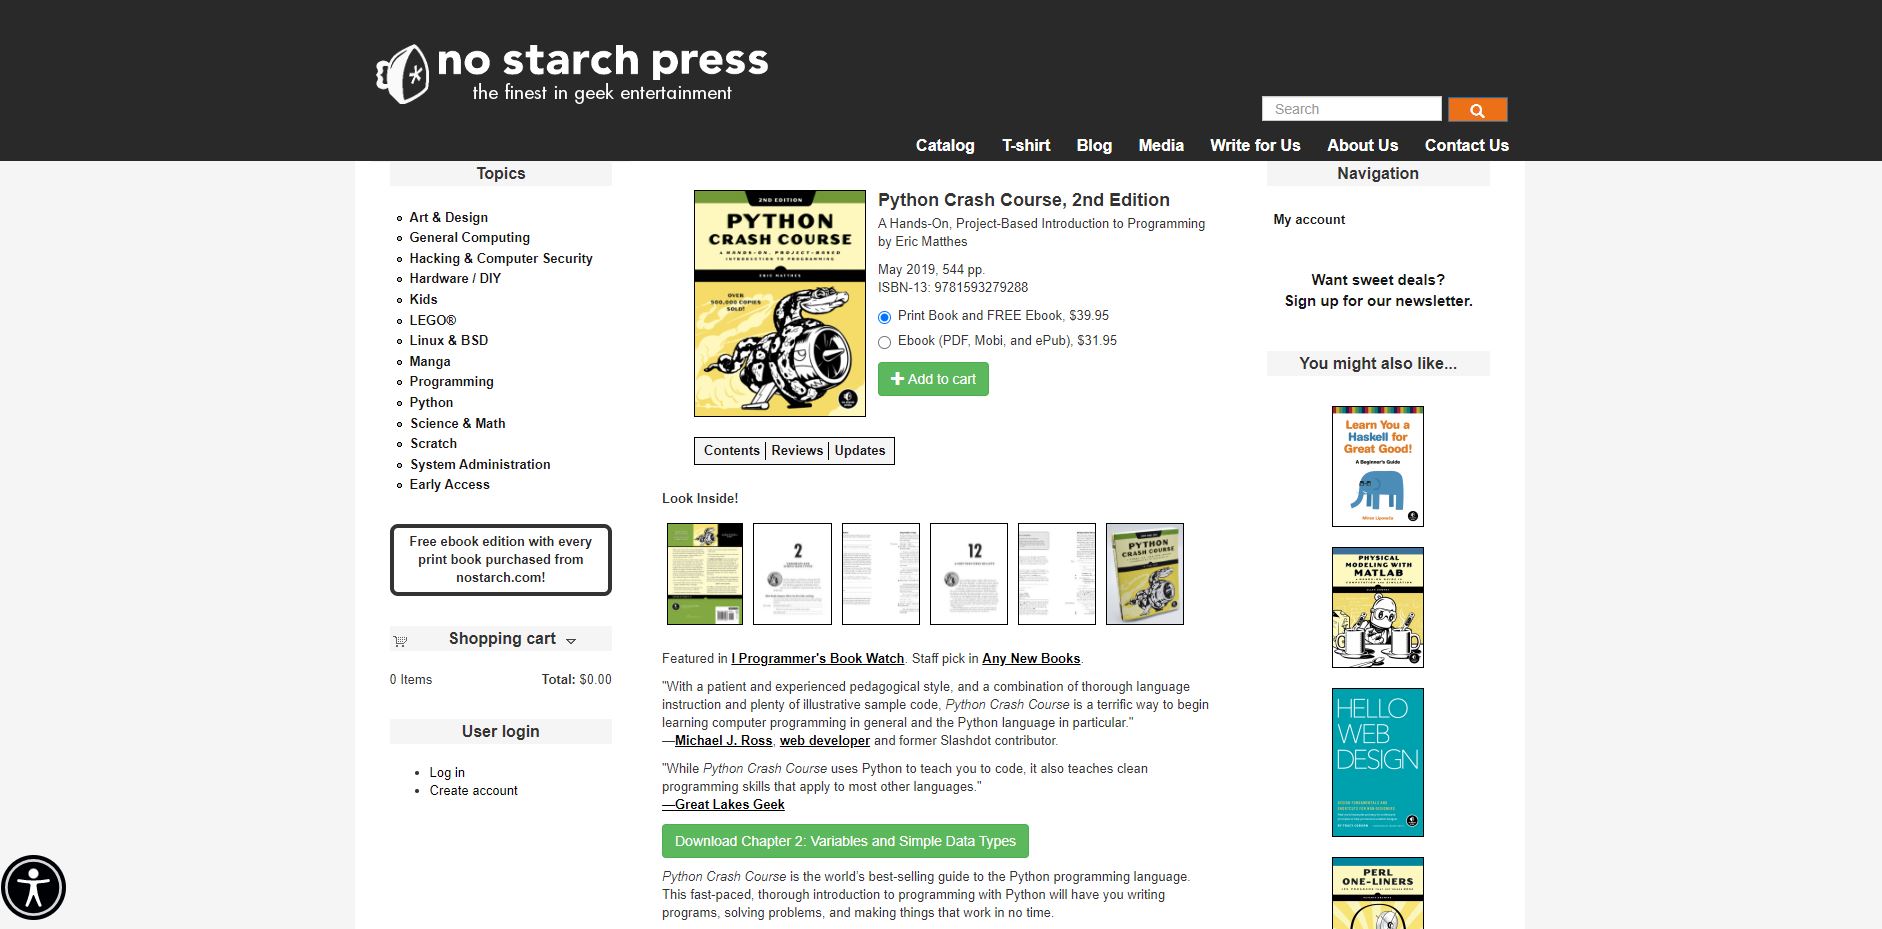 no starch press
the finest in geek entertainment
Search
Catalog T-shirt Blog Media Write for Us About Us Contact Us
Topics
Art & Design
General Computing
Hacking & Computer Security
Hardware / DIY
Kids
LEGO®
Linux & BSD
Manga
Programming
Python
Science & Math
Scratch
System Administration
Early Access
Free ebook edition with every
print book purchased from
nostarch.com!
Shopping cart
0 Items Total: $0.00
User login
Log in
Create account
2ND EDITION
PYTHON
CRASH COURSE
A HANDS-ON, PROJECT-BASED
INTRODUCTION TO PROGRAMMING
ERIC MATTHES
OVER
500,000 COPIES
SOLD!
Python Crash Course, 2nd Edition
A Hands-On, Project-Based Introduction to Programming
by Eric Matthes
May 2019, 544 pp.
ISBN-13: 9781593279288
Print Book and FREE Ebook, $39.95
Ebook (PDF, Mobi, and ePub), $31.95
Add to cart
Contents Reviews Updates
Look Inside!
2
12
PYTHON
CRASH COURSE
Featured in I Programmer's Book Watch. Staff pick in Any New Books.
"With a patient and experienced pedagogical style, and a combination of thorough language
instruction and plenty of illustrative sample code, Python Crash Course is a terrific way to begin
learning computer programming in general and the Python language in particular."
—Michael J. Ross, web developer and former Slashdot contributor.
"While Python Crash Course uses Python to teach you to code, it also teaches clean
programming skills that apply to most other languages."
—Great Lakes Geek
Download Chapter 2: Variables and Simple Data Types
Python Crash Course is the world's best-selling guide to the Python programming language.
This fast-paced, thorough introduction to programming with Python will have you writing
programs, solving problems, and making things that work in no time.
Navigation
My account
Want sweet deals?
Sign up for our newsletter.
You might also like...
Learn You a
Haskell for
Great Good!
A Beginner's Guide
Miran Lipovača
PHYSICAL
MODELING WITH
MATLAB
HELLO
WEB
DESIGN
PERL
ONE-LINERS